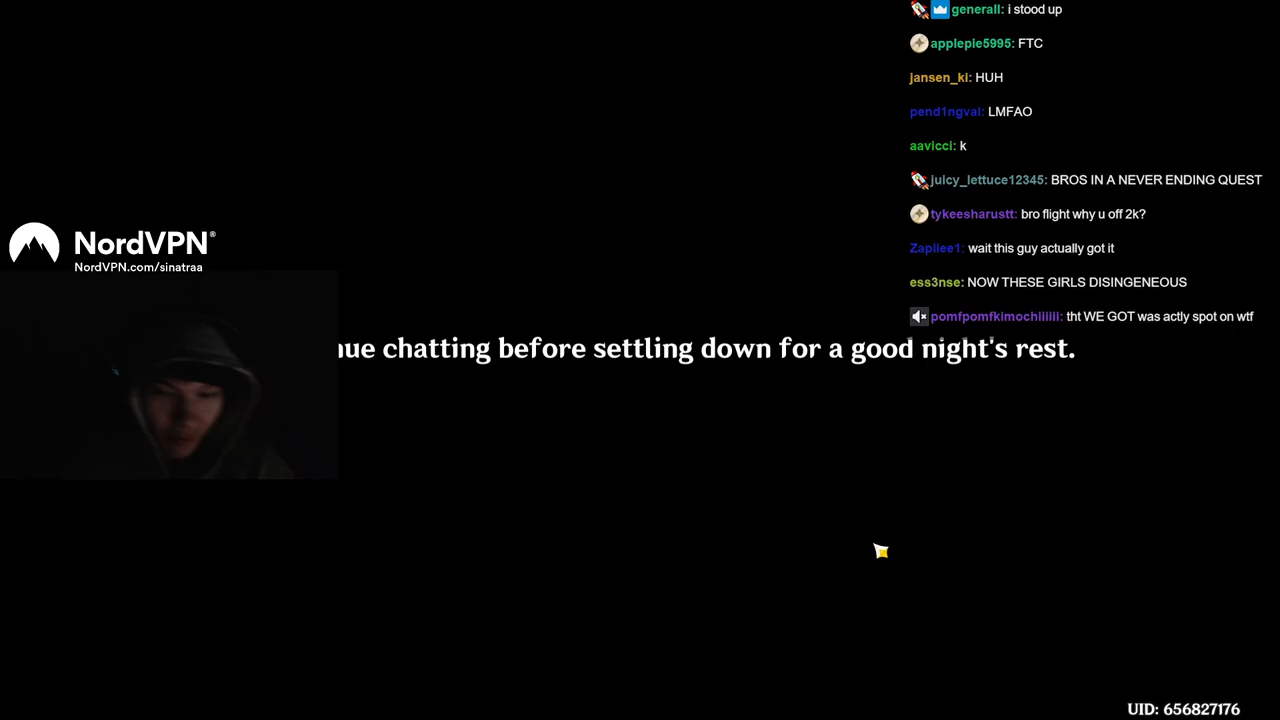 generall: i stood up
applepie5995: FTC
jansen_kl: HUH
pend1ngval: LMFAO
aavicci: k
juicy_lettuce12345: BROS IN A NEVER ENDING QUEST
tykeesharustt: bro flight why u off 2k?
NordVPN®
Zapliee1: wait this guy actually got it
NordVPN.com/sinatraa
ess3nse: NOW THESE GIRLS DISINGENEOUS
pomfpomfkimochiiiiii: tht WE GOT was actly spot on wtf
nue chatting before settling down for a good night's rest.
UID: 656827176